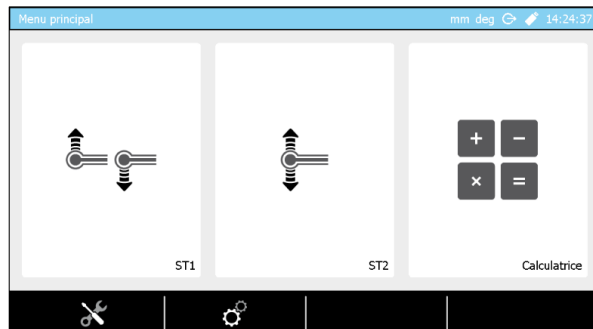 Menu principal
mm deg 14:24:37
ST1
ST2
Calculatrice